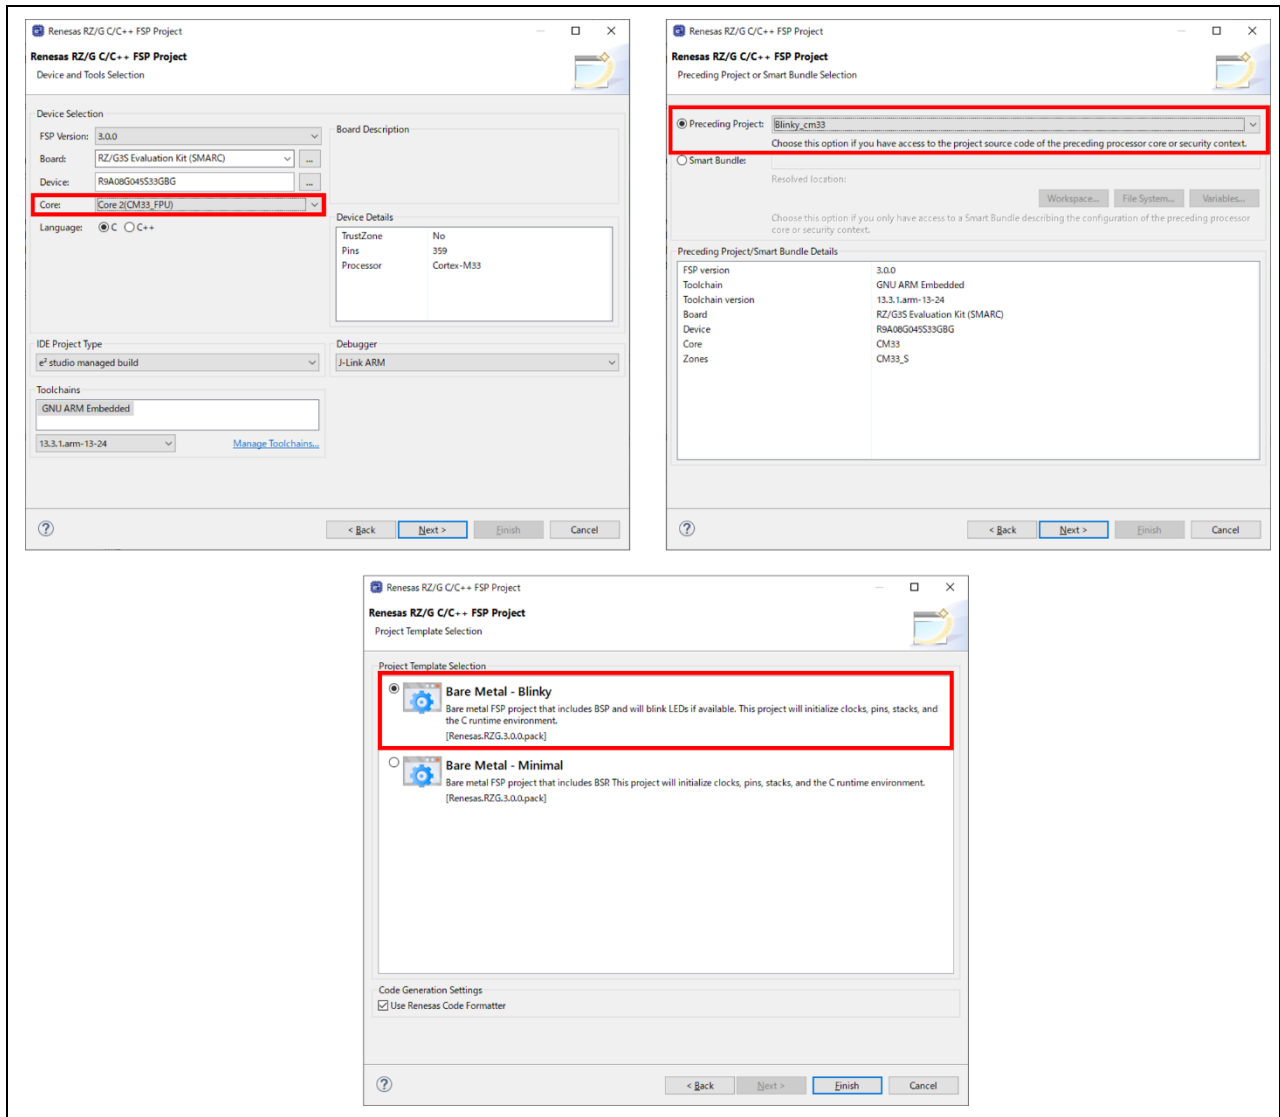 Renesas RZ/G C/C++ FSP Project
Renesas RZ/G C/C++ FSP Project
Device and Tools Selection
Device Selection
FSP Version: 3.0.0
Board: RZ/G3S Evaluation Kit (SMARC) ...
Device: R9A08G045S33GBG ...
Core: Core 2(CM33_FPU)
Language: C C++
Board Description
Device Details
TrustZone No
Pins 359
Processor Cortex-M33
IDE Project Type
e² studio managed build
Debugger
J-Link ARM
Toolchains
GNU ARM Embedded
13.3.1.arm-13-24 Manage Toolchains...
? < Back Next > Finish Cancel
Renesas RZ/G C/C++ FSP Project
Renesas RZ/G C/C++ FSP Project
Preceding Project or Smart Bundle Selection
Preceding Project: Blinky_cm33
Choose this option if you have access to the project source code of the preceding processor core or security context.
Smart Bundle:
Resolved location:
Workspace... File System... Variables...
Choose this option if you only have access to a Smart Bundle describing the configuration of the preceding processor
core or security context.
Preceding Project/Smart Bundle Details
FSP version 3.0.0
Toolchain GNU ARM Embedded
Toolchain version 13.3.1.arm-13-24
Board RZ/G3S Evaluation Kit (SMARC)
Device R9A08G045S33GBG
Core CM33
Zones CM33_S
? < Back Next > Finish Cancel
Renesas RZ/G C/C++ FSP Project
Renesas RZ/G C/C++ FSP Project
Project Template Selection
Project Template Selection
Bare Metal - Blinky
Bare metal FSP project that includes BSP and will blink LEDs if available. This project will initialize clocks, pins, stacks, and
the C runtime environment.
[Renesas.RZG.3.0.0.pack]
Bare Metal - Minimal
Bare metal FSP project that includes BSP. This project will initialize clocks, pins, stacks, and the C runtime environment.
[Renesas.RZG.3.0.0.pack]
Code Generation Settings
Use Renesas Code Formatter
? < Back Next > Finish Cancel